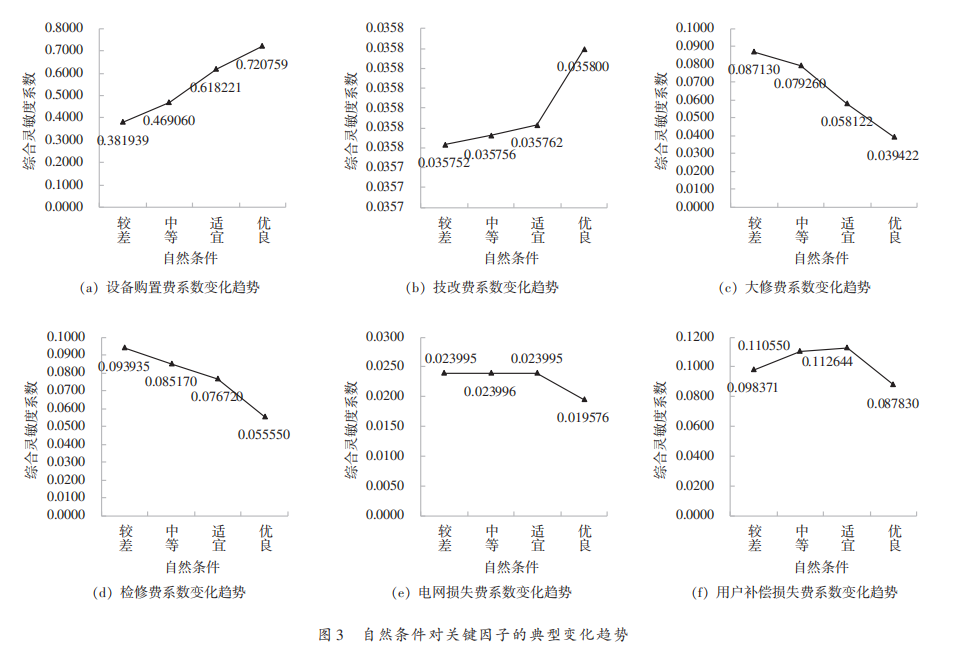 0.8000
0.7000
0.6000
0.5000
0.4000
0.3000
0.2000
0.1000
0.0000
综合灵敏度系数
0.381939
0.469060
0.618221
0.720759
较差
中等
适宜
优良
自然条件
(a) 设备购置费系数变化趋势
0.0358
0.0358
0.0358
0.0358
0.0358
0.0358
0.0358
0.0357
0.0357
0.0357
综合灵敏度系数
0.035752
0.035756
0.035762
0.035800
较差
中等
适宜
优良
自然条件
(b) 技改费系数变化趋势
0.1000
0.0900
0.0800
0.0700
0.0600
0.0500
0.0400
0.0300
0.0200
0.0100
0.0000
综合灵敏度系数
0.087130
0.079260
0.058122
0.039422
较差
中等
适宜
优良
自然条件
(c) 大修费系数变化趋势
0.1000
0.0900
0.0800
0.0700
0.0600
0.0500
0.0400
0.0300
0.0200
0.0100
0.0000
综合灵敏度系数
0.093935
0.085170
0.076720
0.055550
较差
中等
适宜
优良
自然条件
(d) 检修费系数变化趋势
0.0300
0.0250
0.0200
0.0150
0.0100
0.0050
0.0000
综合灵敏度系数
0.023995
0.023996
0.023995
0.019576
较差
中等
适宜
优良
自然条件
(e) 电网损失费系数变化趋势
0.1200
0.1000
0.0800
0.0600
0.0400
0.0200
0.0000
综合灵敏度系数
0.098371
0.110550
0.112644
0.087830
较差
中等
适宜
优良
自然条件
(f) 用户补偿损失费系数变化趋势
图3 自然条件对关键因子的典型变化趋势